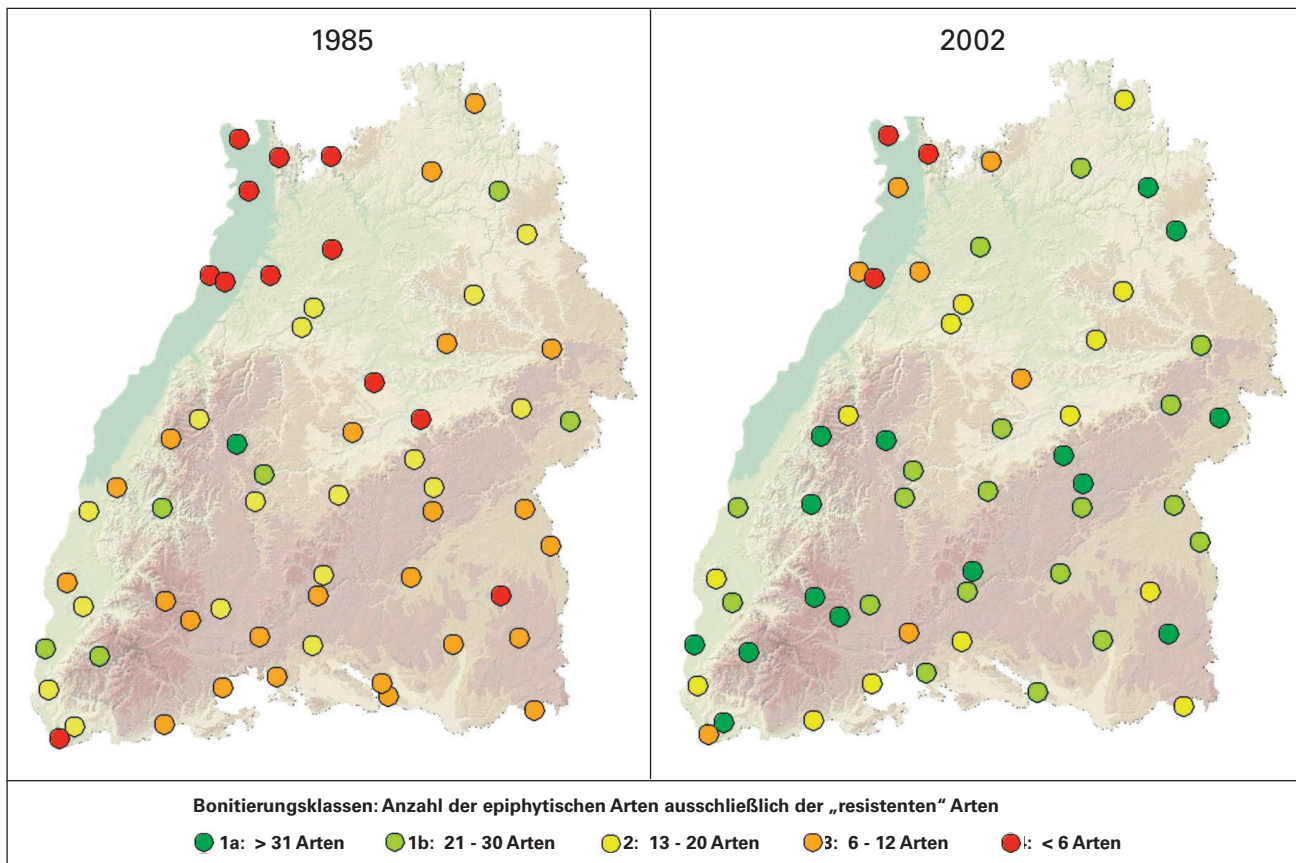 1985
2002
Bonitierungsklassen: Anzahl der epiphytischen Arten ausschließlich der „resistenten“ Arten
1a: > 31 Arten 1b: 21 - 30 Arten 2: 13 - 20 Arten 3: 6 - 12 Arten : < 6 Arten